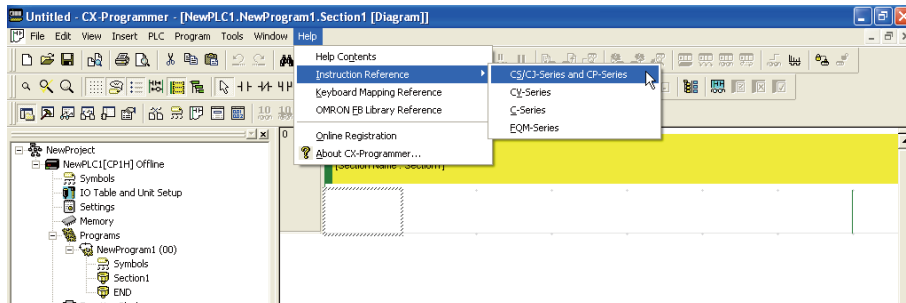 Untitled - CX-Programmer - [NewPLC1.NewProgram1.Section1 [Diagram]]
File Edit View Insert PLC Program Tools Window Help
Help Contents
Instruction Reference
CS/CJ-Series and CP-Series
Keyboard Mapping Reference
CV-Series
OMRON FB Library Reference
C-Series
FQM-Series
Online Registration
About CX-Programmer...
0
[Section Name : Section1]
NewProject
NewPLC1[CP1H] Offline
Symbols
IO Table and Unit Setup
Settings
Memory
Programs
NewProgram1 (00)
Symbols
Section1
END